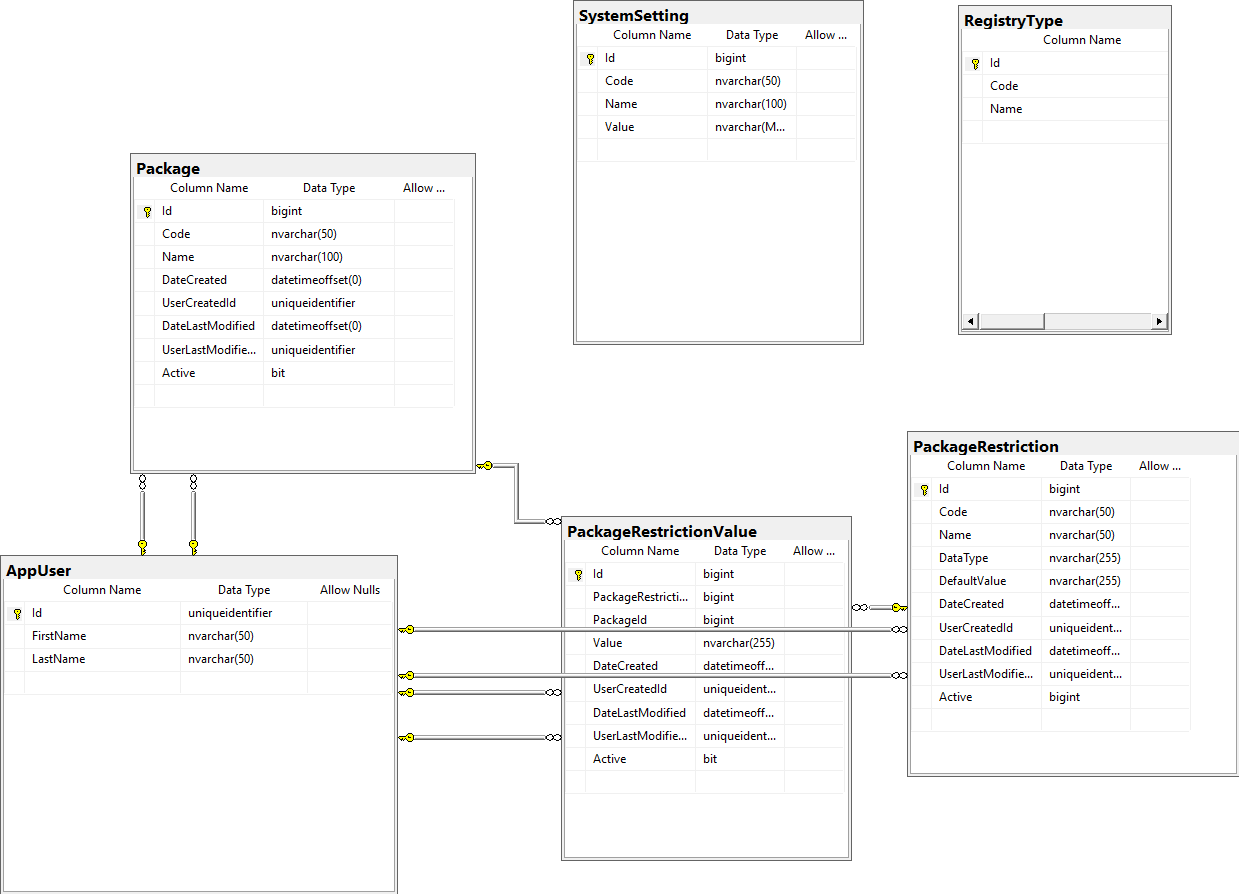 SystemSetting
Column Name Data Type Allow ...
Id bigint
Code nvarchar(50)
Name nvarchar(100)
Value nvarchar(M...
RegistryType
Column Name
Id
Code
Name
Package
Column Name Data Type Allow ...
Id bigint
Code nvarchar(50)
Name nvarchar(100)
DateCreated datetimeoffset(0)
UserCreatedId uniqueidentifier
DateLastModified datetimeoffset(0)
UserLastModifie... uniqueidentifier
Active bit
PackageRestriction
Column Name Data Type Allow ...
Id bigint
Code nvarchar(50)
Name nvarchar(50)
DataType nvarchar(255)
DefaultValue nvarchar(255)
DateCreated datetimeoff...
UserCreatedId uniqueident...
DateLastModified datetimeoff...
UserLastModifie... uniqueident...
Active bigint
PackageRestrictionValue
Column Name Data Type Allow ...
Id bigint
PackageRestricti... bigint
PackageId bigint
Value nvarchar(255)
DateCreated datetimeoff...
UserCreatedId uniqueident...
DateLastModified datetimeoff...
UserLastModifie... uniqueident...
Active bit
AppUser
Column Name Data Type Allow Nulls
Id uniqueidentifier
FirstName nvarchar(50)
LastName nvarchar(50)